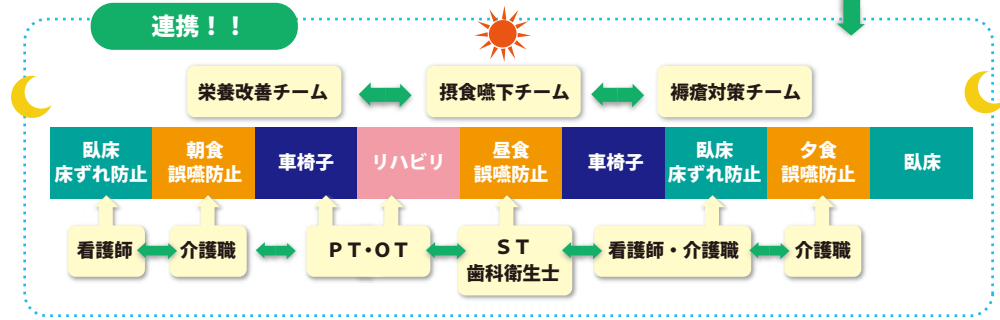 連携！！
栄養改善チーム
摂食嚥下チーム
褥瘡対策チーム
臥床
床ずれ防止
朝食
誤嚥防止
車椅子
リハビリ
昼食
誤嚥防止
車椅子
臥床
床ずれ防止
夕食
誤嚥防止
臥床
看護師
介護職
ＰＴ・ＯＴ
ＳＴ
歯科衛生士
看護師・介護職
介護職